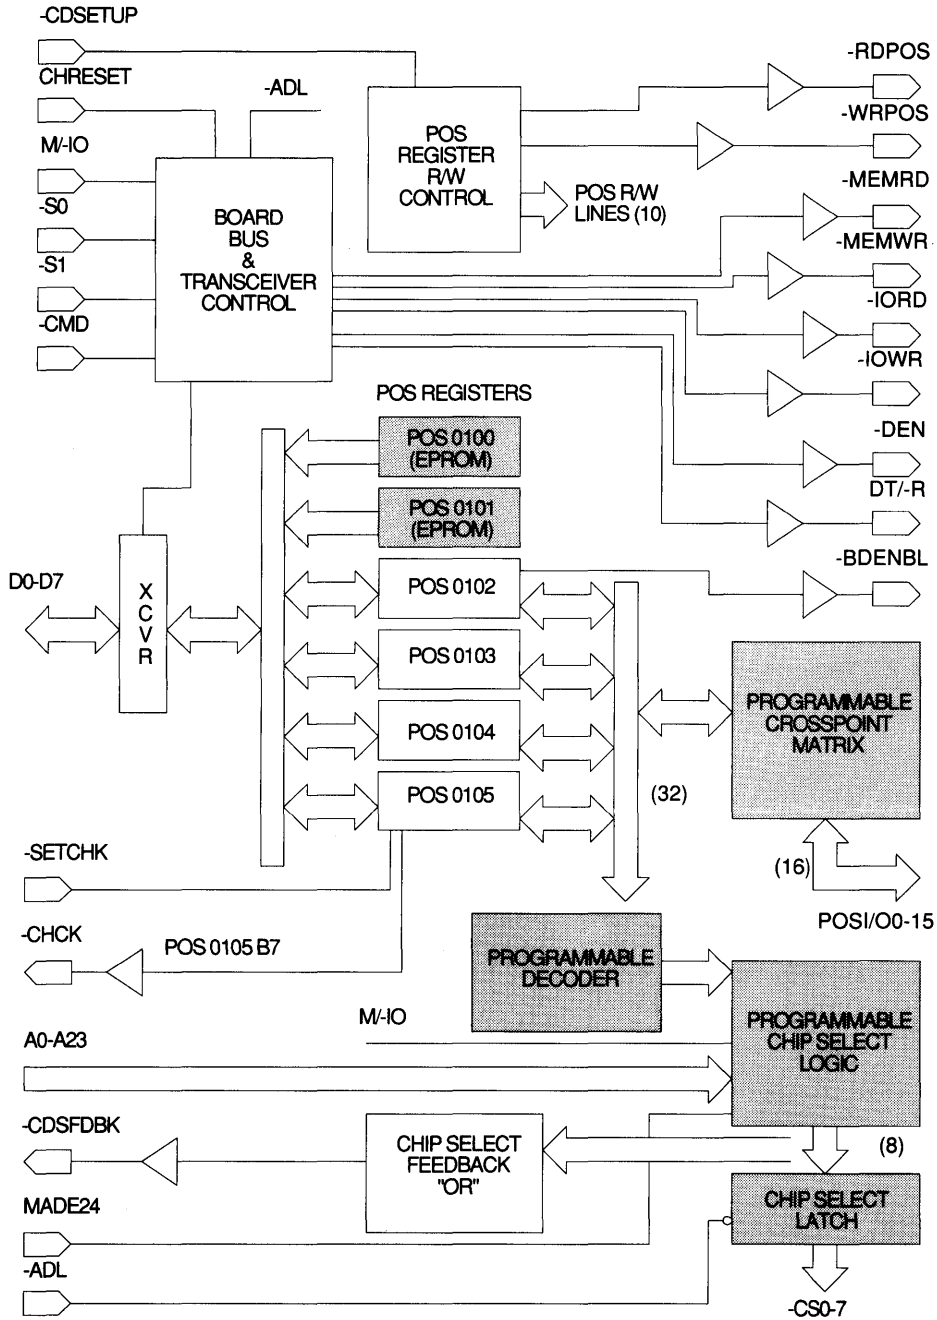 -CDSETUP
CHRESET
M/-IO
-S0
-S1
-CMD
-ADL
BOARD
BUS
&
TRANSCEIVER
CONTROL
POS
REGISTER
R/W
CONTROL
POS R/W
LINES (10)
-RDPOS
-WRPOS
-MEMRD
-MEMWR
-IORD
-IOWR
-DEN
DT/-R
-BDENBL
POS REGISTERS
POS 0100
(EPROM)
POS 0101
(EPROM)
POS 0102
POS 0103
POS 0104
POS 0105
D0-D7
X
C
V
R
PROGRAMMABLE
CROSSPOINT
MATRIX
(32)
(16)
POSI/O0-15
-SETCHK
-CHCK
POS 0105 B7
PROGRAMMABLE
DECODER
M/-IO
A0-A23
PROGRAMMABLE
CHIP SELECT
LOGIC
-CDSFDBK
CHIP SELECT
FEEDBACK
"OR"
(8)
MADE24
CHIP SELECT
LATCH
-ADL
-CS0-7